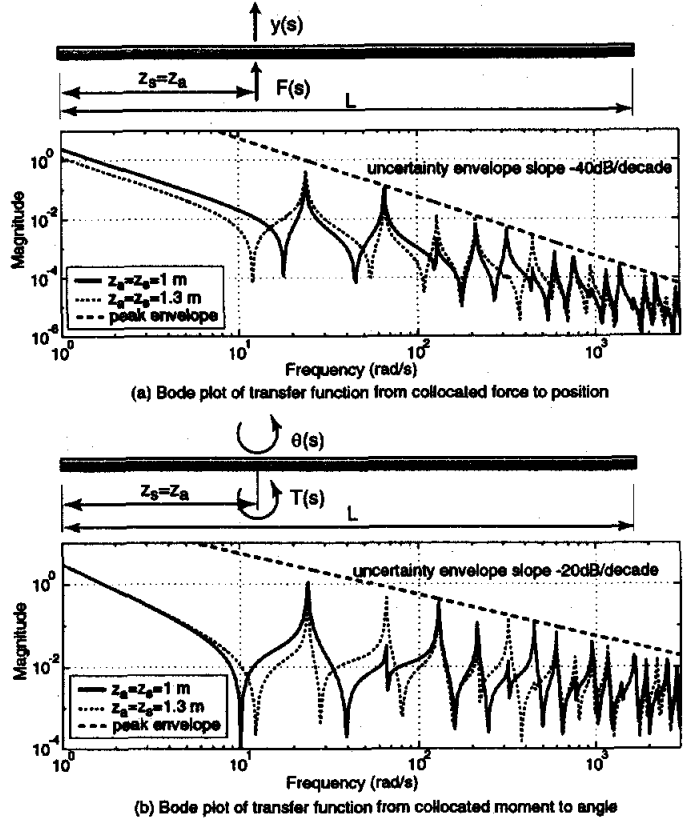 y(s)
z_s=z_a
F(s)
L
10^0
10^-2
10^-4
10^-6
Magnitude
uncertainty envelope slope -40dB/decade
z_a=z_s=1 m
z_a=z_s=1.3 m
peak envelope
10^0
10^1
10^2
10^3
Frequency (rad/s)
(a) Bode plot of transfer function from collocated force to position
θ(s)
z_s=z_a
T(s)
L
10^0
10^-2
10^-4
Magnitude
uncertainty envelope slope -20dB/decade
z_a=z_s=1 m
z_a=z_s=1.3 m
peak envelope
10^0
10^1
10^2
10^3
Frequency (rad/s)
(b) Bode plot of transfer function from collocated moment to angle